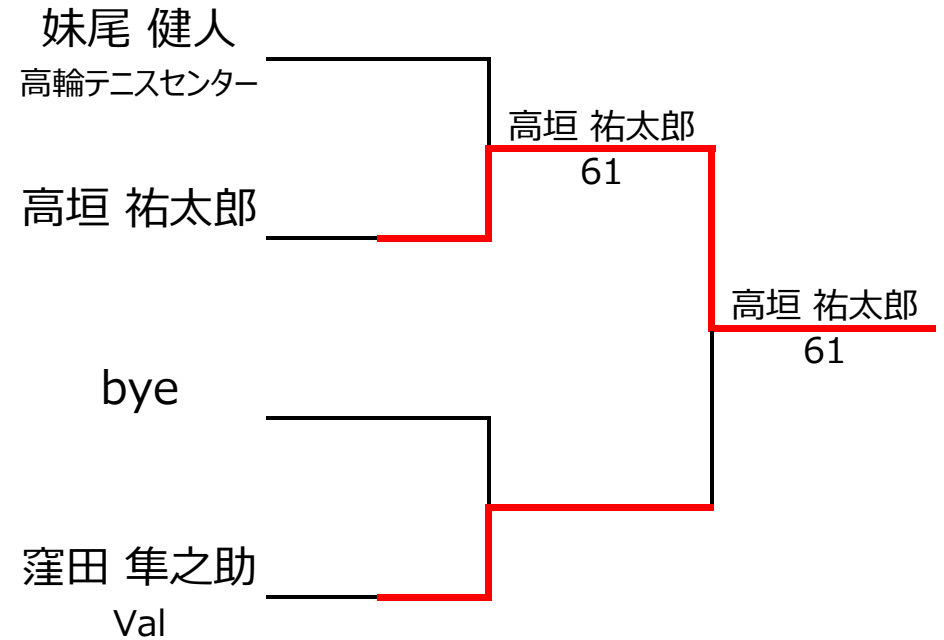 妹尾 健人
高輪テニスセンター
高垣 祐太郎
61
高垣 祐太郎
高垣 祐太郎
61
bye
窪田 隼之助
Val